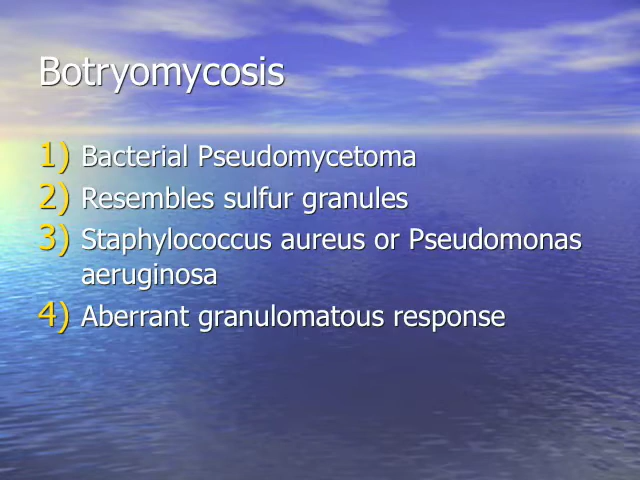 Botryomycosis
1) Bacterial Pseudomycetoma
2) Resembles sulfur granules
3) Staphylococcus aureus or Pseudomonas
aeruginosa
4) Aberrant granulomatous response